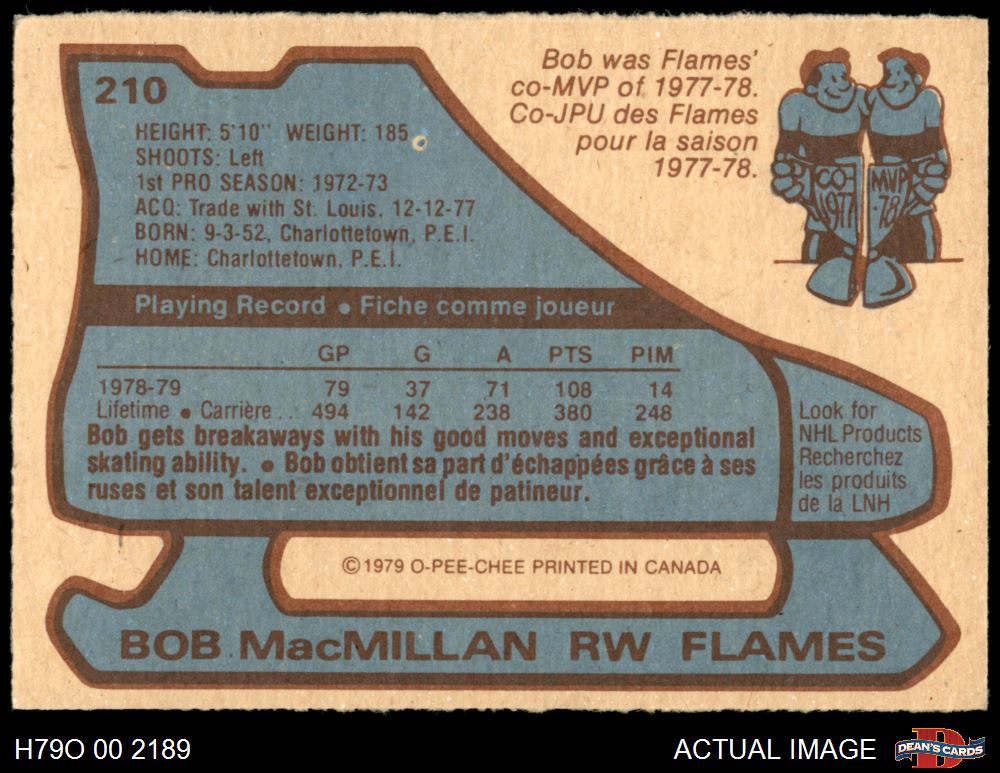 210
HEIGHT: 5'10" WEIGHT: 185
SHOOTS: Left
1st PRO SEASON: 1972-73
ACQ: Trade with St. Louis, 12-12-77
BORN: 9-3-52, Charlottetown, P.E.I.
HOME: Charlottetown, P.E.I.
Bob was Flames'
co-MVP of 1977-78.
Co-JPU des Flames
pour la saison
1977-78.
CO- MVP
1977 -78
Playing Record • Fiche comme joueur
GP G A PTS PIM
1978-79 79 37 71 108 14
Lifetime • Carrière .. 494 142 238 380 248
Bob gets breakaways with his good moves and exceptional
skating ability. • Bob obtient sa part d'échappées grâce à ses
ruses et son talent exceptionnel de patineur.
Look for
NHL Products
Recherchez
les produits
de la LNH
©1979 O-PEE-CHEE PRINTED IN CANADA
BOB MacMILLAN RW FLAMES
H79O 00 2189
ACTUAL IMAGE
DEAN'S CARDS